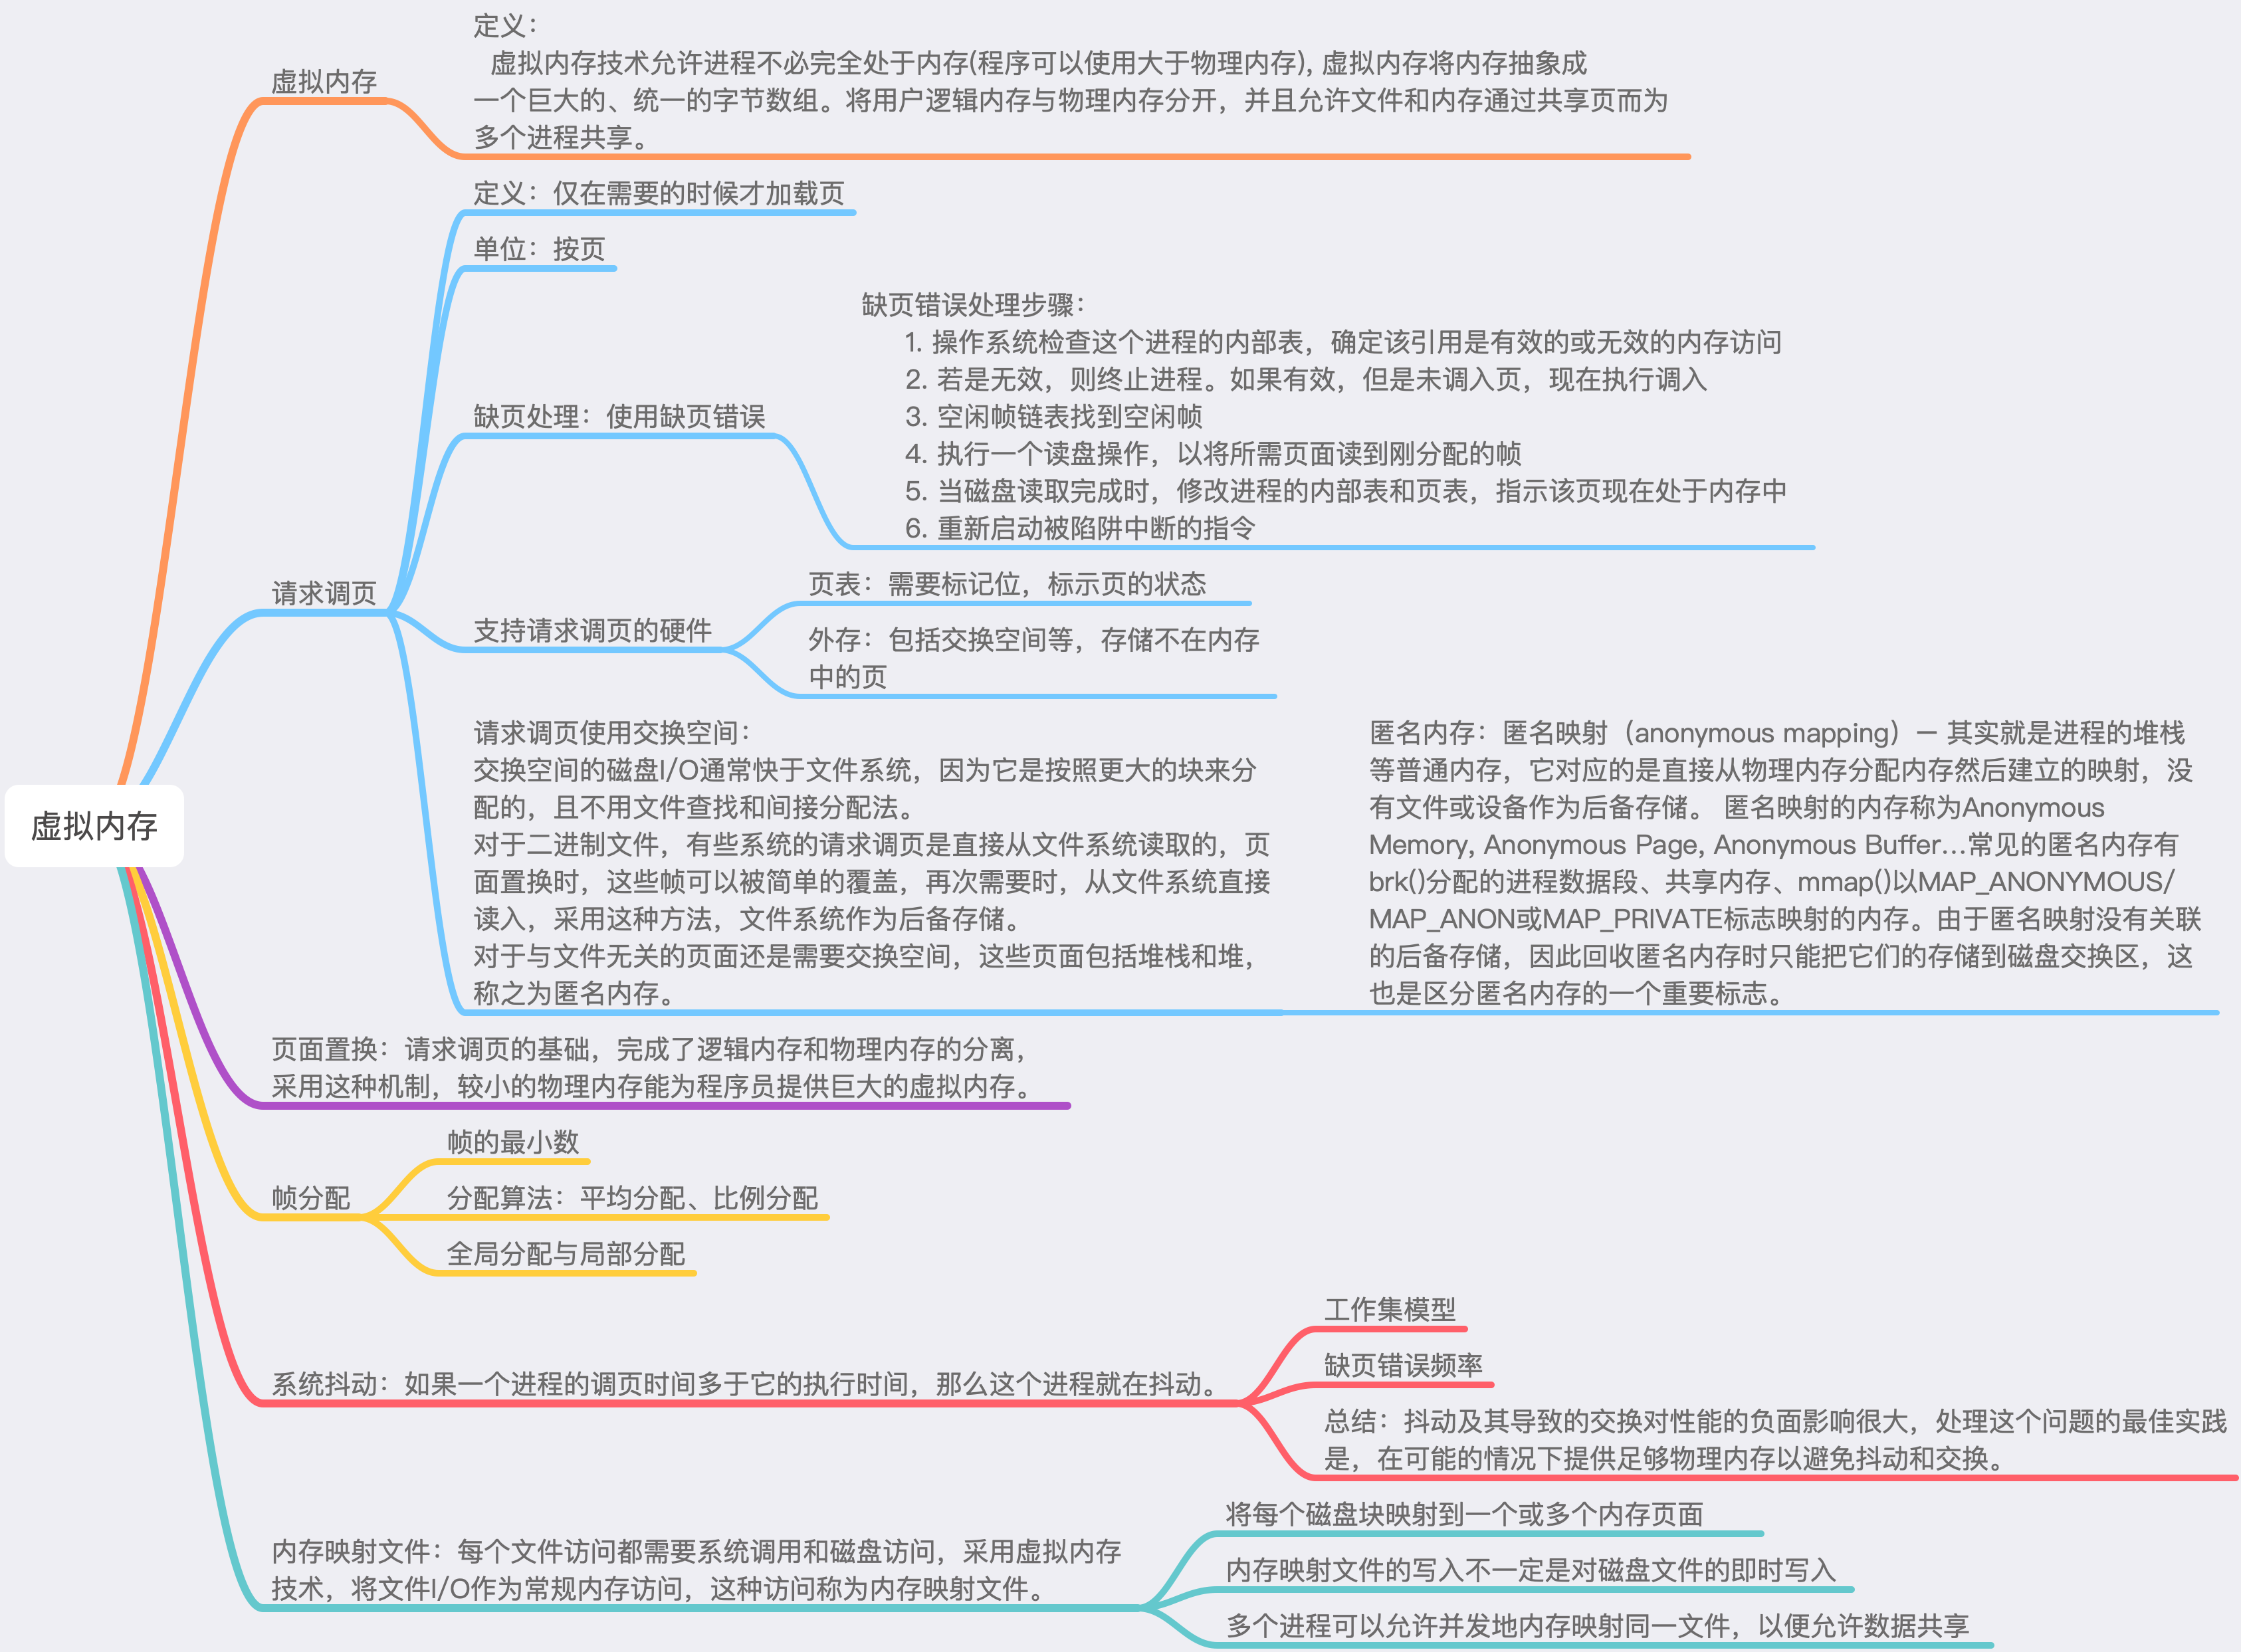 定义：
虚拟内存技术允许进程不必完全处于内存(程序可以使用大于物理内存), 虚拟内存将内存抽象成
一个巨大的、统一的字节数组。将用户逻辑内存与物理内存分开，并且允许文件和内存通过共享页而为
多个进程共享。
虚拟内存
定义：仅在需要的时候才加载页
单位：按页
缺页错误处理步骤：
1. 操作系统检查这个进程的内部表，确定该引用是有效的或无效的内存访问
2. 若是无效，则终止进程。如果有效，但是未调入页，现在执行调入
3. 空闲帧链表找到空闲帧
4. 执行一个读盘操作，以将所需页面读到刚分配的帧
5. 当磁盘读取完成时，修改进程的内部表和页表，指示该页现在处于内存中
6. 重新启动被陷阱中断的指令
缺页处理：使用缺页错误
请求调页
页表：需要标记位，标示页的状态
支持请求调页的硬件
外存：包括交换空间等，存储不在内存
中的页
请求调页使用交换空间：
交换空间的磁盘I/O通常快于文件系统，因为它是按照更大的块来分
配的，且不用文件查找和间接分配法。
对于二进制文件，有些系统的请求调页是直接从文件系统读取的，页
面置换时，这些帧可以被简单的覆盖，再次需要时，从文件系统直接
读入，采用这种方法，文件系统作为后备存储。
对于与文件无关的页面还是需要交换空间，这些页面包括堆栈和堆，
称之为匿名内存。
匿名内存：匿名映射（anonymous mapping）— 其实就是进程的堆栈
等普通内存，它对应的是直接从物理内存分配内存然后建立的映射，没
有文件或设备作为后备存储。 匿名映射的内存称为Anonymous
Memory, Anonymous Page, Anonymous Buffer…常见的匿名内存有
brk()分配的进程数据段、共享内存、mmap()以MAP_ANONYMOUS/
MAP_ANON或MAP_PRIVATE标志映射的内存。由于匿名映射没有关联
的后备存储，因此回收匿名内存时只能把它们的存储到磁盘交换区，这
也是区分匿名内存的一个重要标志。
虚拟内存
页面置换：请求调页的基础，完成了逻辑内存和物理内存的分离，
采用这种机制，较小的物理内存能为程序员提供巨大的虚拟内存。
帧的最小数
帧分配
分配算法：平均分配、比例分配
全局分配与局部分配
工作集模型
缺页错误频率
系统抖动：如果一个进程的调页时间多于它的执行时间，那么这个进程就在抖动。
总结：抖动及其导致的交换对性能的负面影响很大，处理这个问题的最佳实践
是，在可能的情况下提供足够物理内存以避免抖动和交换。
将每个磁盘块映射到一个或多个内存页面
内存映射文件：每个文件访问都需要系统调用和磁盘访问，采用虚拟内存
技术，将文件I/O作为常规内存访问，这种访问称为内存映射文件。
内存映射文件的写入不一定是对磁盘文件的即时写入
多个进程可以允许并发地内存映射同一文件，以便允许数据共享